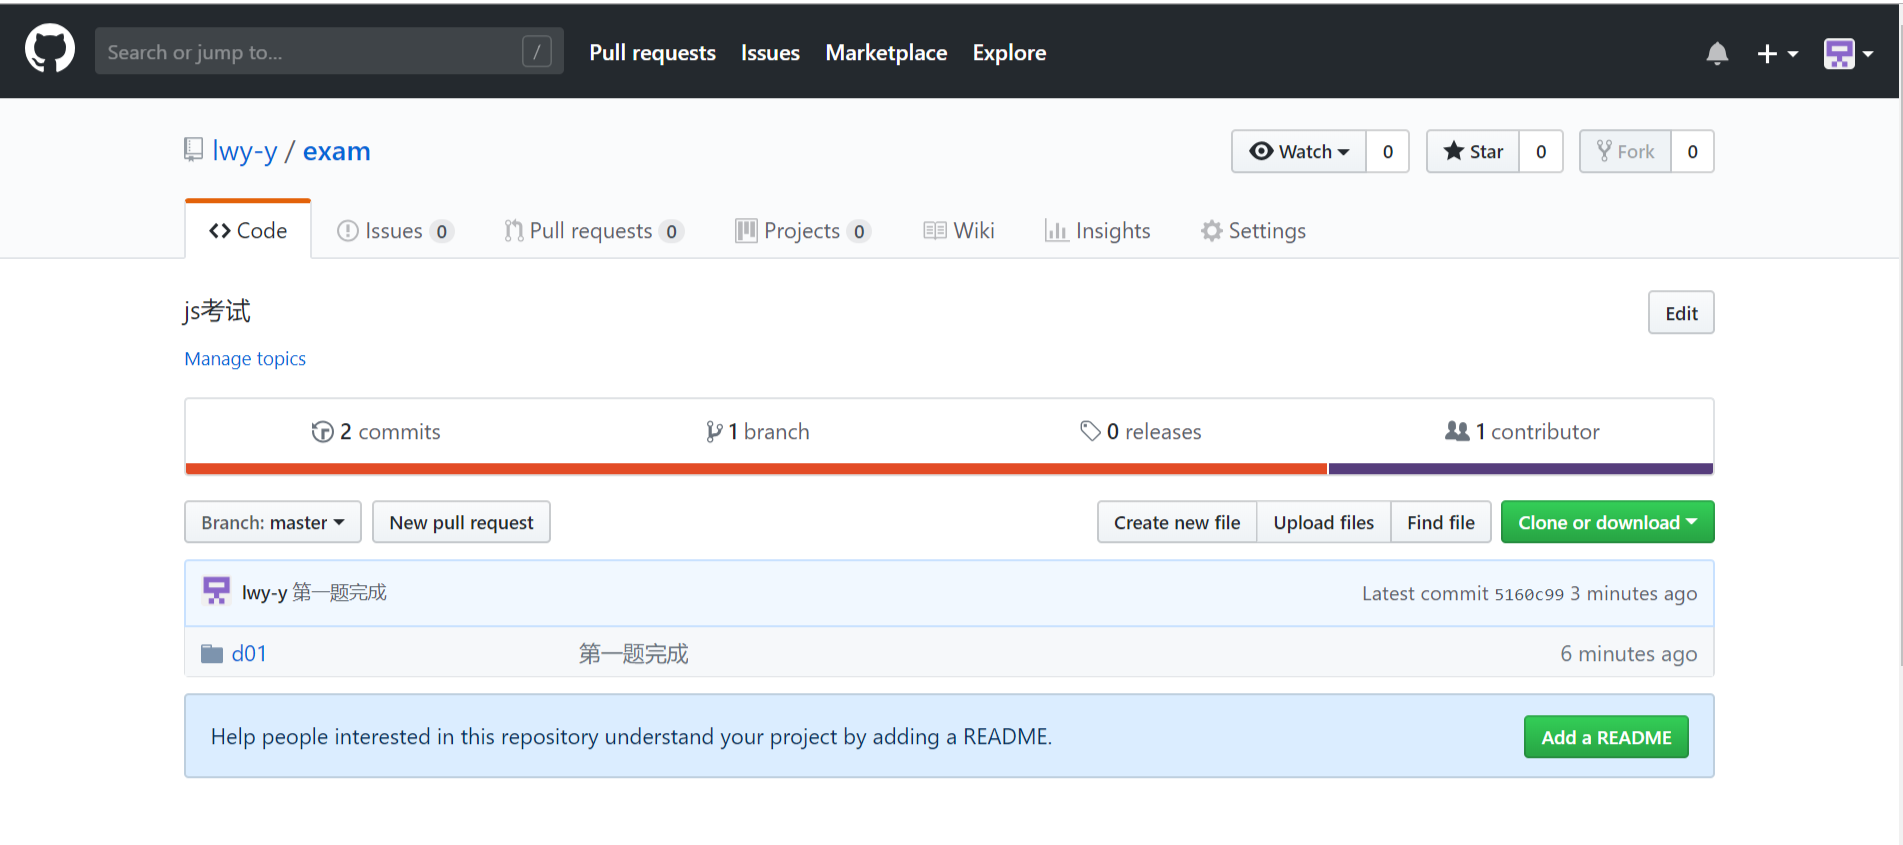 Search or jump to... / Pull requests Issues Marketplace Explore
lwy-y / exam Watch 0 Star 0 Fork 0
Code Issues 0 Pull requests 0 Projects 0 Wiki Insights Settings
js考试 Edit
Manage topics
2 commits 1 branch 0 releases 1 contributor
Branch: master New pull request Create new file Upload files Find file Clone or download
lwy-y 第一题完成 Latest commit 5160c99 3 minutes ago
d01 第一题完成 6 minutes ago
Help people interested in this repository understand your project by adding a README. Add a README